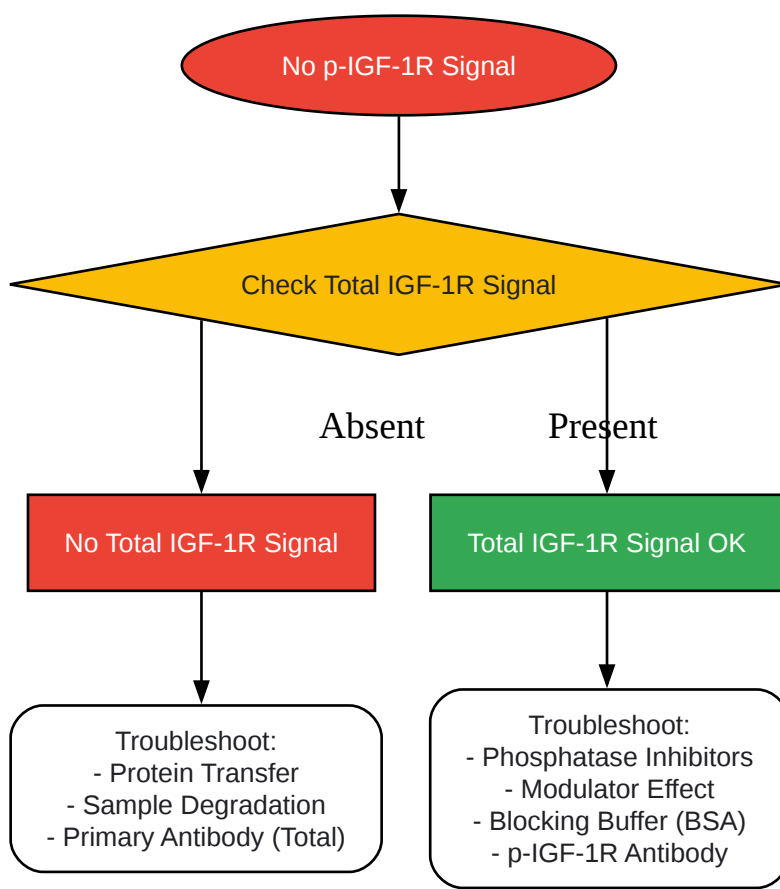 No p-IGF-1R Signal
Check Total IGF-1R Signal
Absent
Present
No Total IGF-1R Signal
Total IGF-1R Signal OK
Troubleshoot:
- Protein Transfer
- Sample Degradation
- Primary Antibody (Total)
Troubleshoot:
- Phosphatase Inhibitors
- Modulator Effect
- Blocking Buffer (BSA)
- p-IGF-1R Antibody